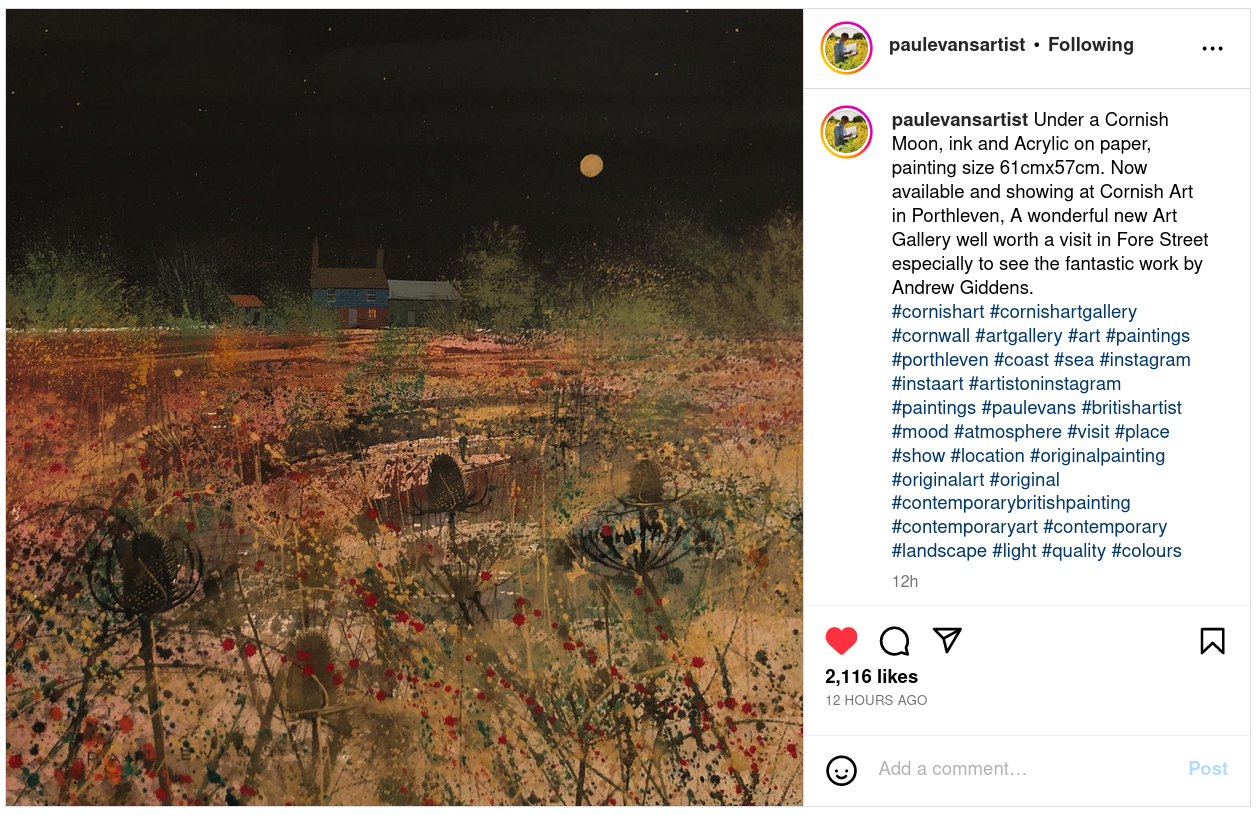 paulevansartist • Following
paulevansartist Under a Cornish
Moon, ink and Acrylic on paper,
painting size 61cmx57cm. Now
available and showing at Cornish Art
in Porthleven, A wonderful new Art
Gallery well worth a visit in Fore Street
especially to see the fantastic work by
Andrew Giddens.
#cornishart #cornishartgallery
#cornwall #artgallery #art #paintings
#porthleven #coast #sea #instagram
#instaart #artistoninstagram
#paintings #paulevans #britishartist
#mood #atmosphere #visit #place
#show #location #originalpainting
#originalart #original
#contemporarybritishpainting
#contemporaryart #contemporary
#landscape #light #quality #colours
12h
2,116 likes
12 HOURS AGO
Add a comment…
Post